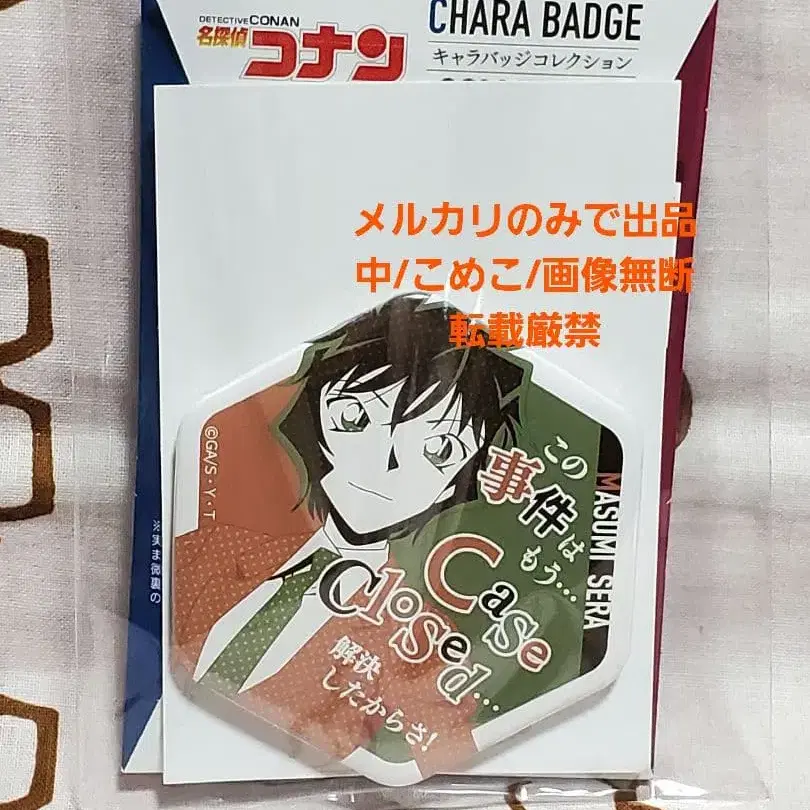 DETECTIVE CONAN
名探偵
コナン
CHARA BADGE
キャラバッジコレクション
メルカリのみで出品
中/こめこ/画像無断
転載厳禁
©GA/S・Y・T
この
事件は
もう…
Case
Closed…
解決
したからさ!
MASUMI SERA